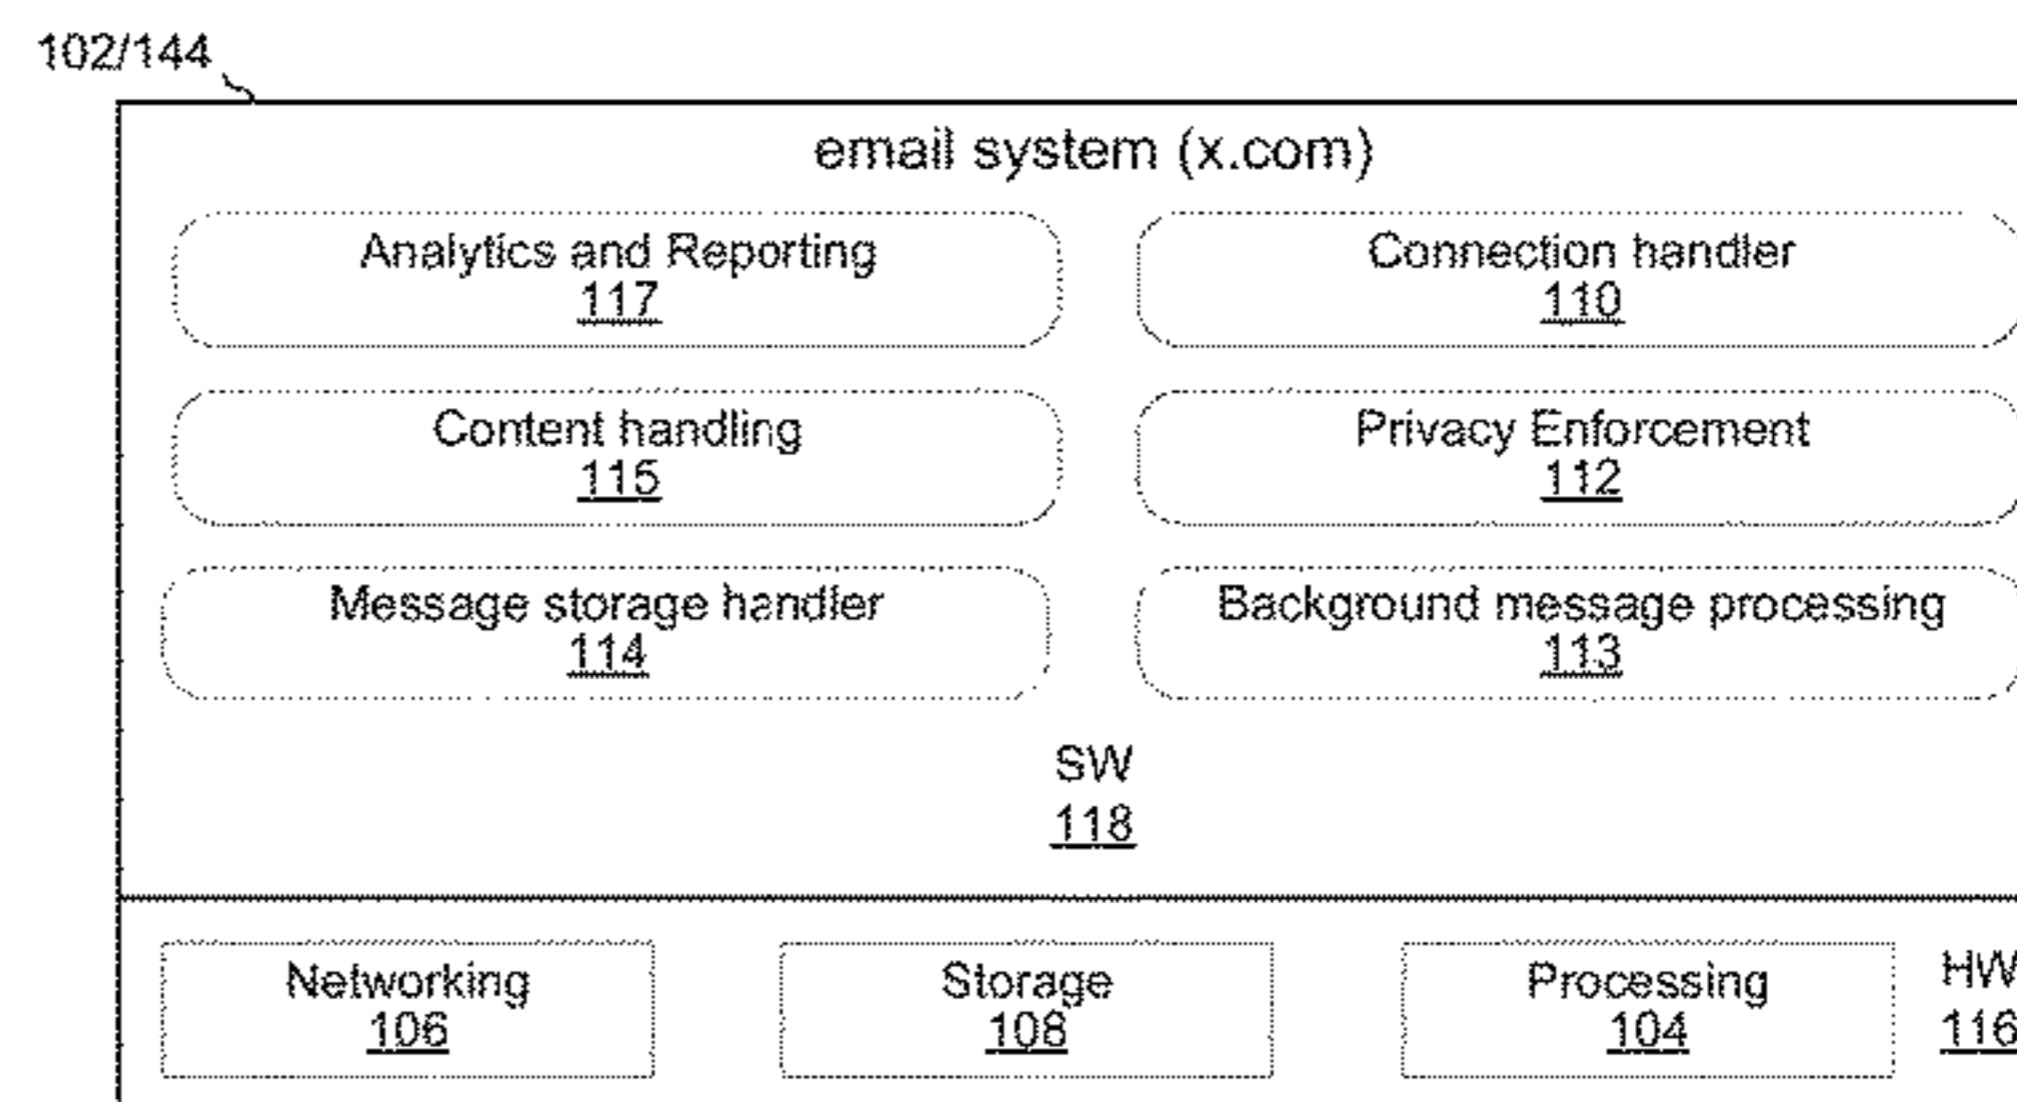 102/144
email system (x.com)
Analytics and Reporting
117
Connection handler
110
Content handling
115
Privacy Enforcement
112
Message storage handler
114
Background message processing
113
SW
118
Networking
106
Storage
108
Processing
104
HW
116